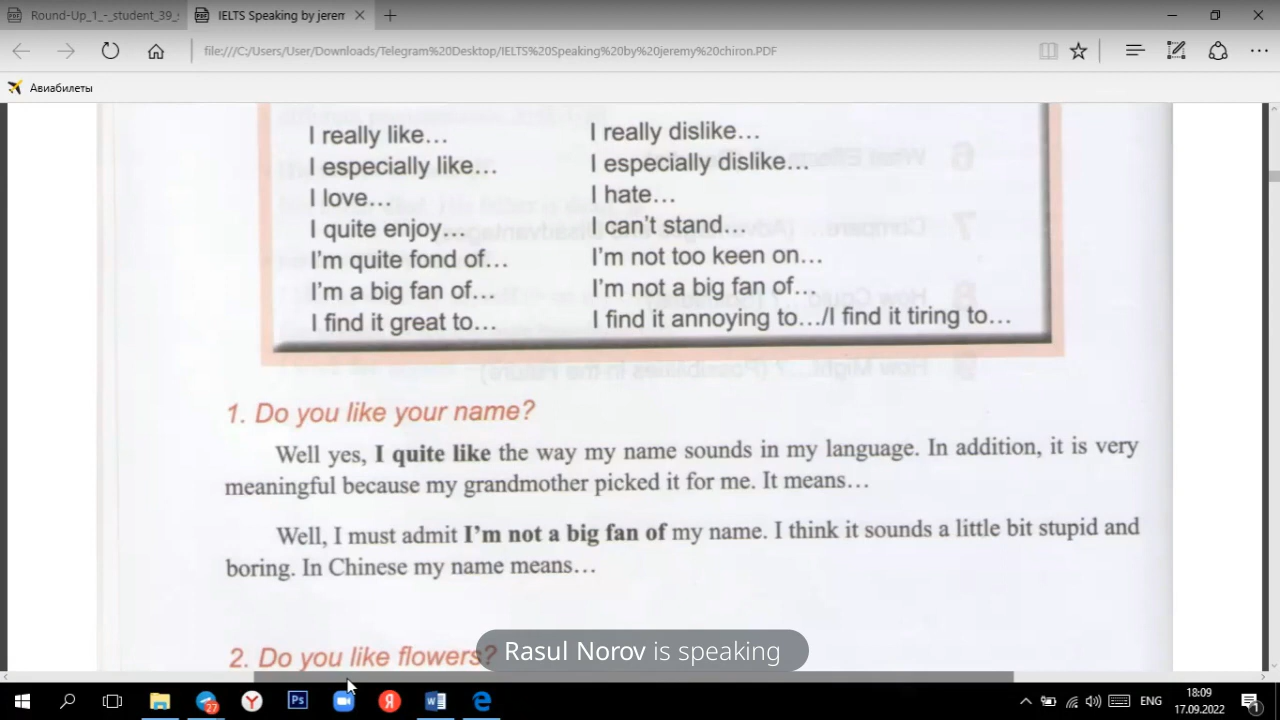 Round-Up_1_-_student_39_s
IELTS Speaking by jerem
file:///C:/Users/User/Downloads/Telegram%20Desktop/IELTS%20Speaking%20by%20jeremy%20chiron.PDF
Авиабилеты
I really like… I really dislike…
I especially like… I especially dislike…
I love… I hate…
I quite enjoy… I can't stand…
I'm quite fond of… I'm not too keen on…
I'm a big fan of… I'm not a big fan of…
I find it great to… I find it annoying to…/I find it tiring to…
1. Do you like your name?
Well yes, I quite like the way my name sounds in my language. In addition, it is very
meaningful because my grandmother picked it for me. It means…
Well, I must admit I'm not a big fan of my name. I think it sounds a little bit stupid and
boring. In Chinese my name means…
2. Do you like flowers?
Rasul Norov is speaking
27
Ps
Я
ENG
18:09
17.09.2022
1